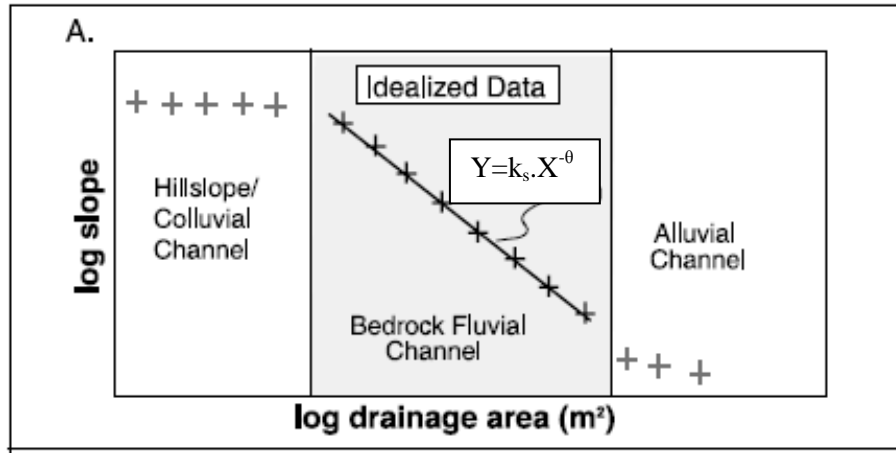 A.
Idealized Data
Y=kₛ.X⁻ᶿ
Hillslope/
Colluvial
Channel
Alluvial
Channel
Bedrock Fluvial
Channel
log slope
log drainage area (m²)